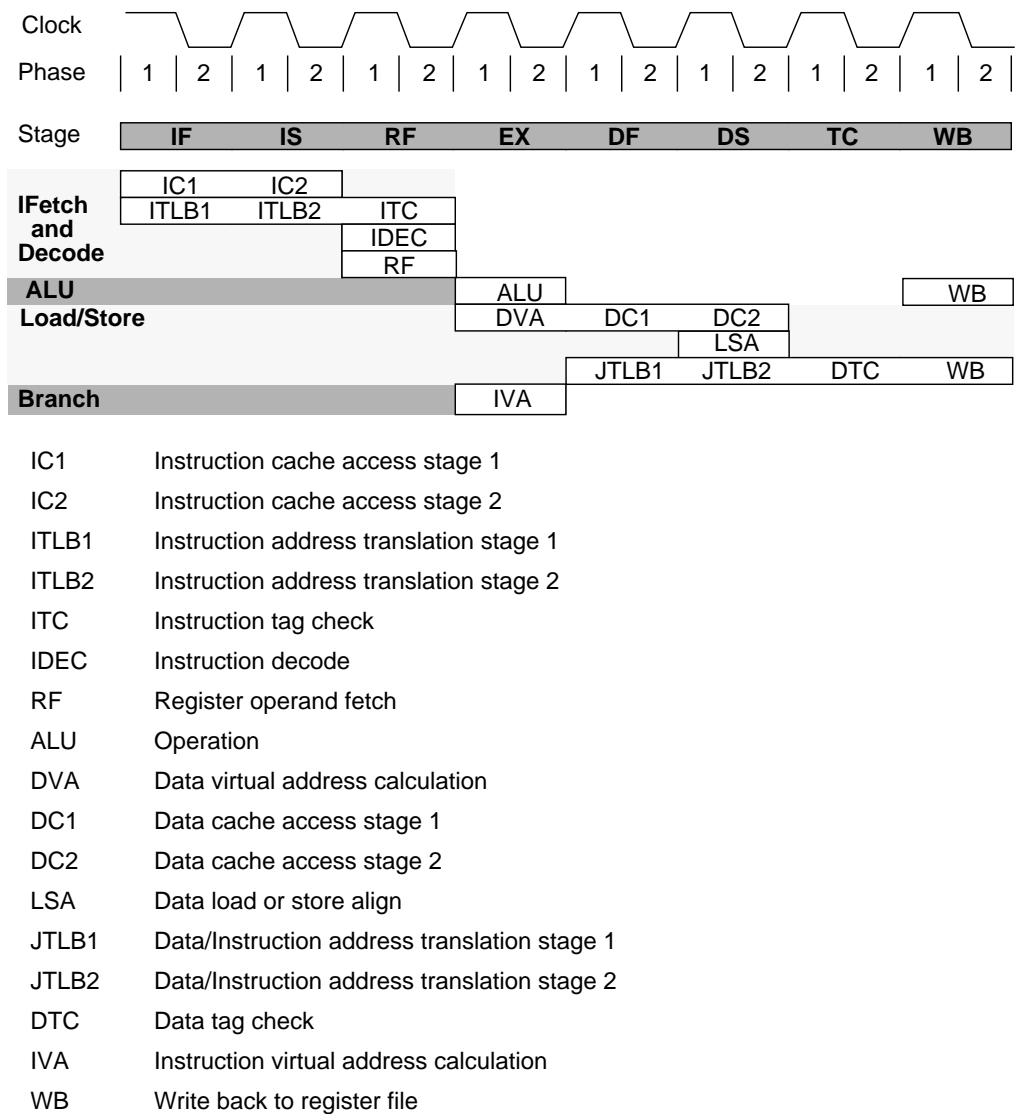 Clock
Phase 1 2 1 2 1 2 1 2 1 2 1 2 1 2 1 2
Stage IF IS RF EX DF DS TC WB
IC1 IC2
IFetch ITLB1 ITLB2 ITC
and IDEC
Decode RF
ALU ALU WB
Load/Store DVA DC1 DC2
LSA
JTLB1 JTLB2 DTC WB
Branch IVA
IC1 Instruction cache access stage 1
IC2 Instruction cache access stage 2
ITLB1 Instruction address translation stage 1
ITLB2 Instruction address translation stage 2
ITC Instruction tag check
IDEC Instruction decode
RF Register operand fetch
ALU Operation
DVA Data virtual address calculation
DC1 Data cache access stage 1
DC2 Data cache access stage 2
LSA Data load or store align
JTLB1 Data/Instruction address translation stage 1
JTLB2 Data/Instruction address translation stage 2
DTC Data tag check
IVA Instruction virtual address calculation
WB Write back to register file